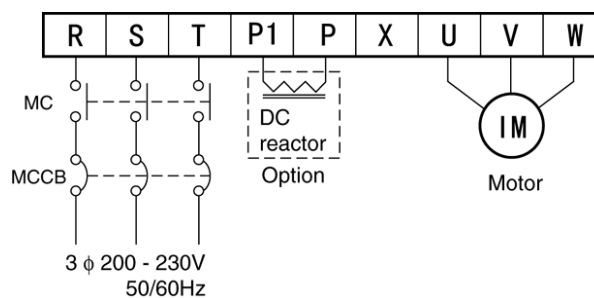 R S T P1 P X U V W
MC
DC
reactor
IM
MCCB
Option
Motor
3 ϕ 200 - 230V
50/60Hz